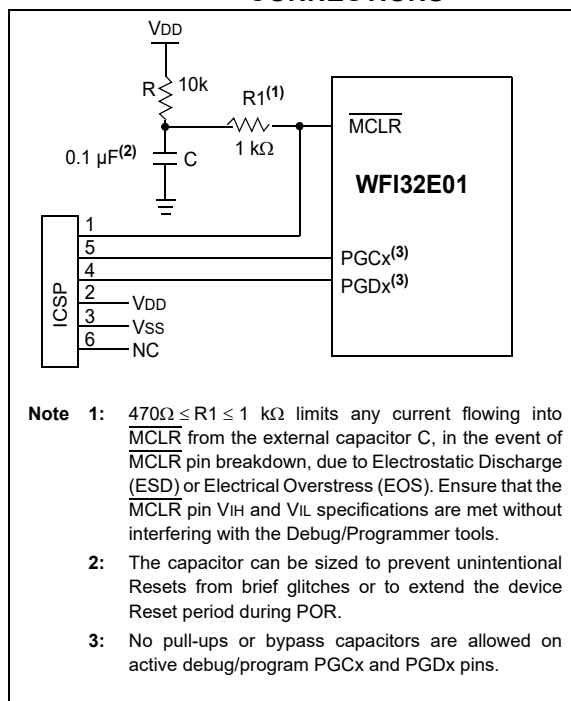 CONNECTIONS
VDD
R 10k
R1(1)
1 kΩ
0.1 µF(2) C
MCLR
WFI32E01
ICSP
1
5
4
2
3
6
PGCx(3)
PGDx(3)
VDD
VSS
NC
Note 1: 470Ω ≤ R1 ≤ 1 kΩ limits any current flowing into
MCLR from the external capacitor C, in the event of
MCLR pin breakdown, due to Electrostatic Discharge
(ESD) or Electrical Overstress (EOS). Ensure that the
MCLR pin VIH and VIL specifications are met without
interfering with the Debug/Programmer tools.
2: The capacitor can be sized to prevent unintentional
Resets from brief glitches or to extend the device
Reset period during POR.
3: No pull-ups or bypass capacitors are allowed on
active debug/program PGCx and PGDx pins.